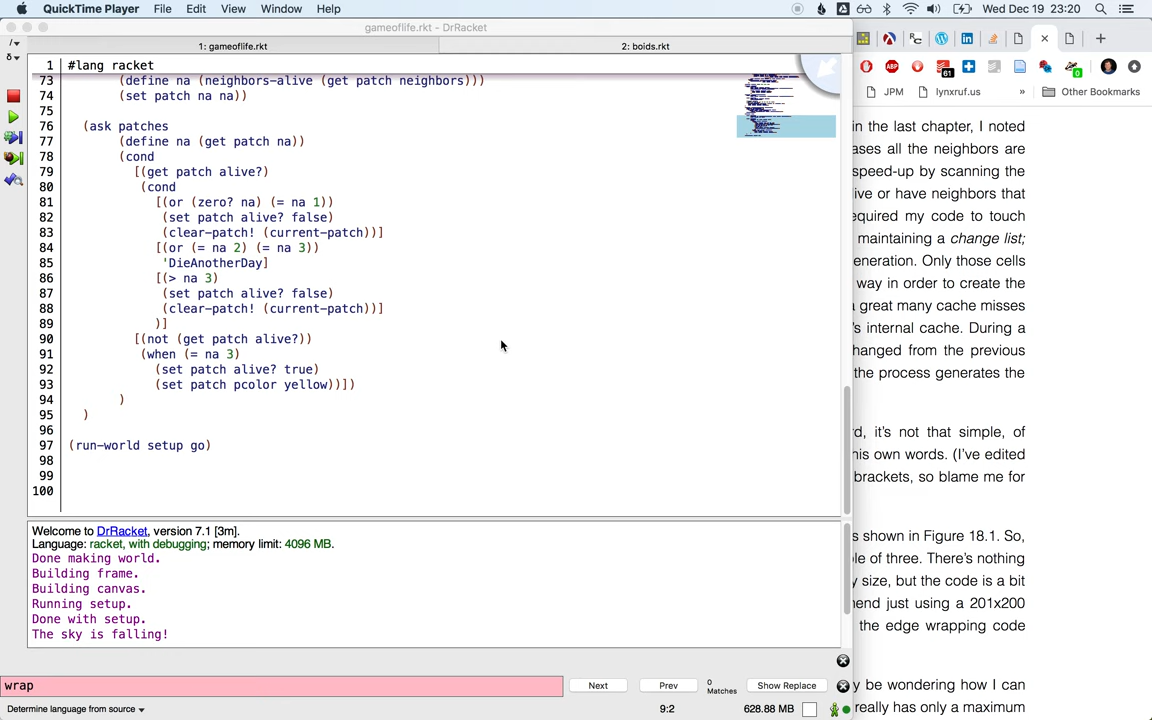 QuickTime Player File Edit View Window Help Wed Dec 19 23:20
gameoflife.rkt - DrRacket
1: gameoflife.rkt 2: boids.rkt
61 0
JPM lynxruf.us » Other Bookmarks
1 #lang racket
73 (define na (neighbors-alive (get patch neighbors)))
74 (set patch na na))
75
76 (ask patches
77 (define na (get patch na))
78 (cond
79 [(get patch alive?)
80 (cond
81 [(or (zero? na) (= na 1))
82 (set patch alive? false)
83 (clear-patch! (current-patch))]
84 [(or (= na 2) (= na 3))
85 'DieAnotherDay]
86 [(> na 3)
87 (set patch alive? false)
88 (clear-patch! (current-patch))]
89 )]
90 [(not (get patch alive?))
91 (when (= na 3)
92 (set patch alive? true)
93 (set patch pcolor yellow))])
94 )
95 )
96
97 (run-world setup go)
98
99
100
Welcome to DrRacket, version 7.1 [3m].
Language: racket, with debugging; memory limit: 4096 MB.
Done making world.
Building frame.
Building canvas.
Running setup.
Done with setup.
The sky is falling!
wrap Next Prev 0 Matches Show Replace
Determine language from source 9:2 628.88 MB
in the last chapter, I noted
ases all the neighbors are
speed-up by scanning the
ive or have neighbors that
equired my code to touch
maintaining a change list;
eneration. Only those cells
way in order to create the
a great many cache misses
's internal cache. During a
hanged from the previous
the process generates the
rd, it's not that simple, of
his own words. (I've edited
brackets, so blame me for
s shown in Figure 18.1. So,
le of three. There's nothing
y size, but the code is a bit
mend just using a 201x200
the edge wrapping code
y be wondering how I can
really has only a maximum